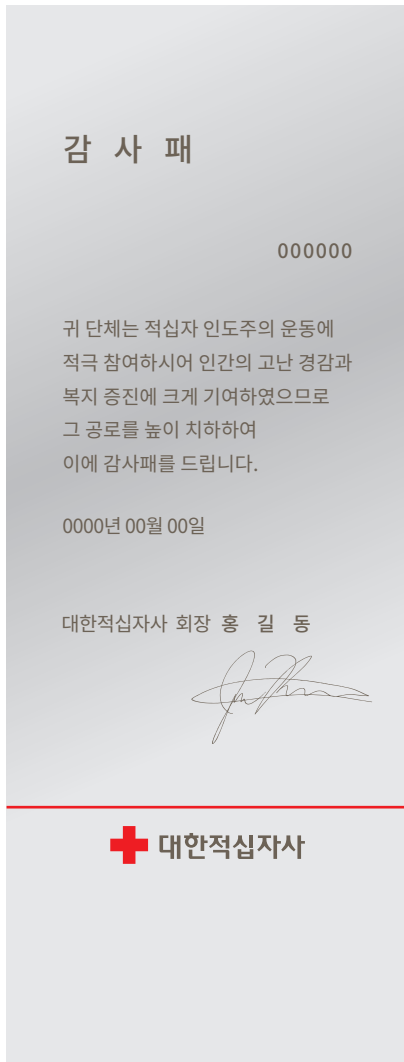 감 사 패
000000
귀 단체는 적십자 인도주의 운동에
적극 참여하시어 인간의 고난 경감과
복지 증진에 크게 기여하였으므로
그 공로를 높이 치하하여
이에 감사패를 드립니다.
0000년 00월 00일
대한적십자사 회장 홍 길 동
대한적십자사